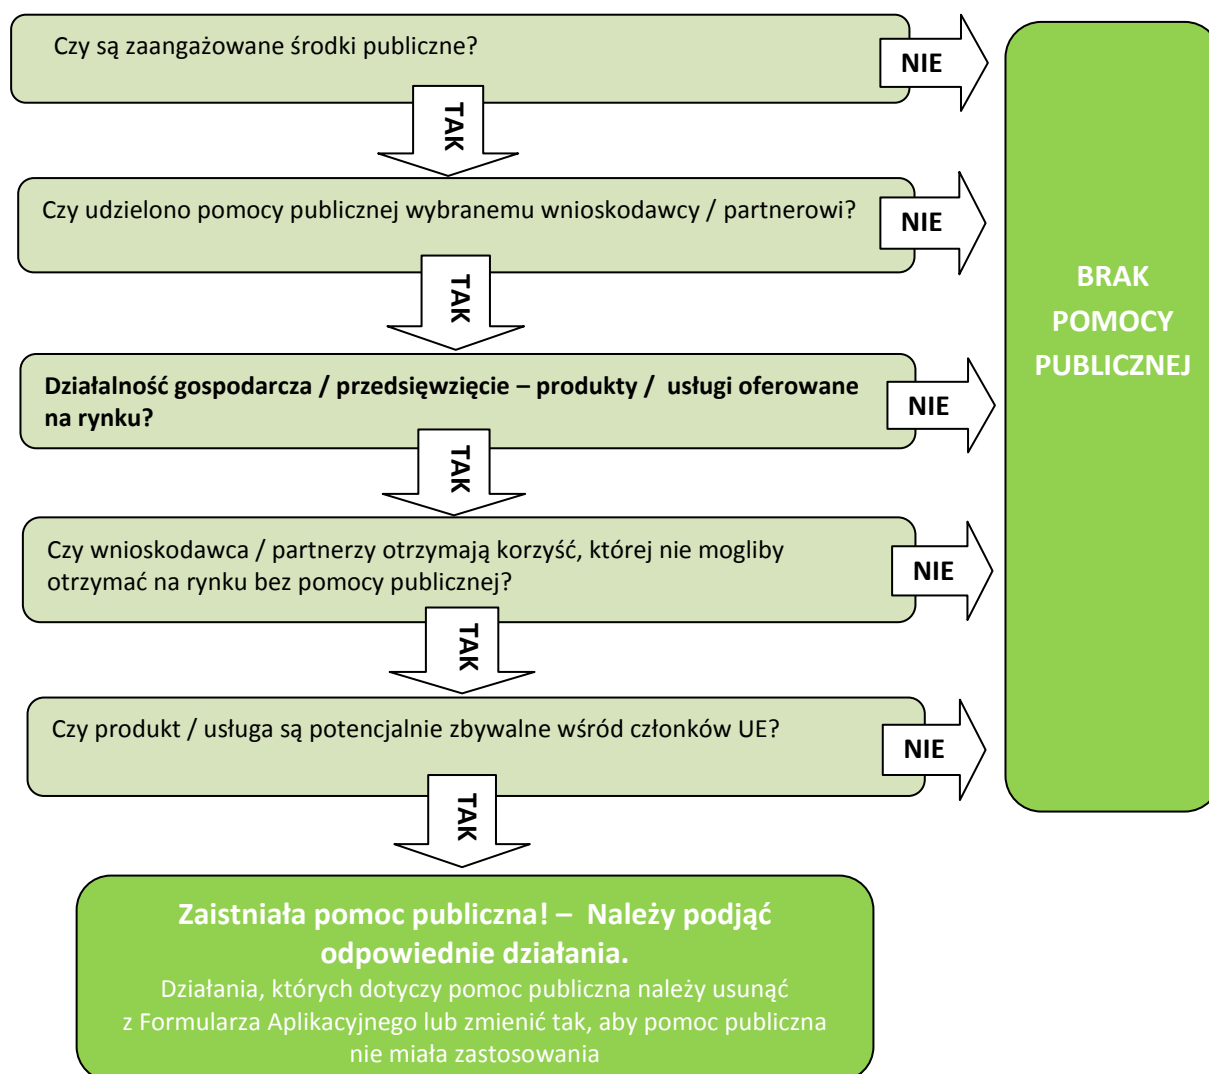 Czy są zaangażowane środki publiczne?
NIE
TAK
Czy udzielono pomocy publicznej wybranemu wnioskodawcy / partnerowi?
NIE
TAK
BRAK
POMOCY
PUBLICZNEJ
Działalność gospodarcza / przedsięwzięcie – produkty / usługi oferowane
na rynku?
NIE
TAK
Czy wnioskodawca / partnerzy otrzymają korzyść, której nie mogliby
otrzymać na rynku bez pomocy publicznej?
NIE
TAK
Czy produkt / usługa są potencjalnie zbywalne wśród członków UE?
NIE
TAK
Zaistniała pomoc publiczna! – Należy podjąć
odpowiednie działania.
Działania, których dotyczy pomoc publiczna należy usunąć
z Formularza Aplikacyjnego lub zmienić tak, aby pomoc publiczna
nie miała zastosowania